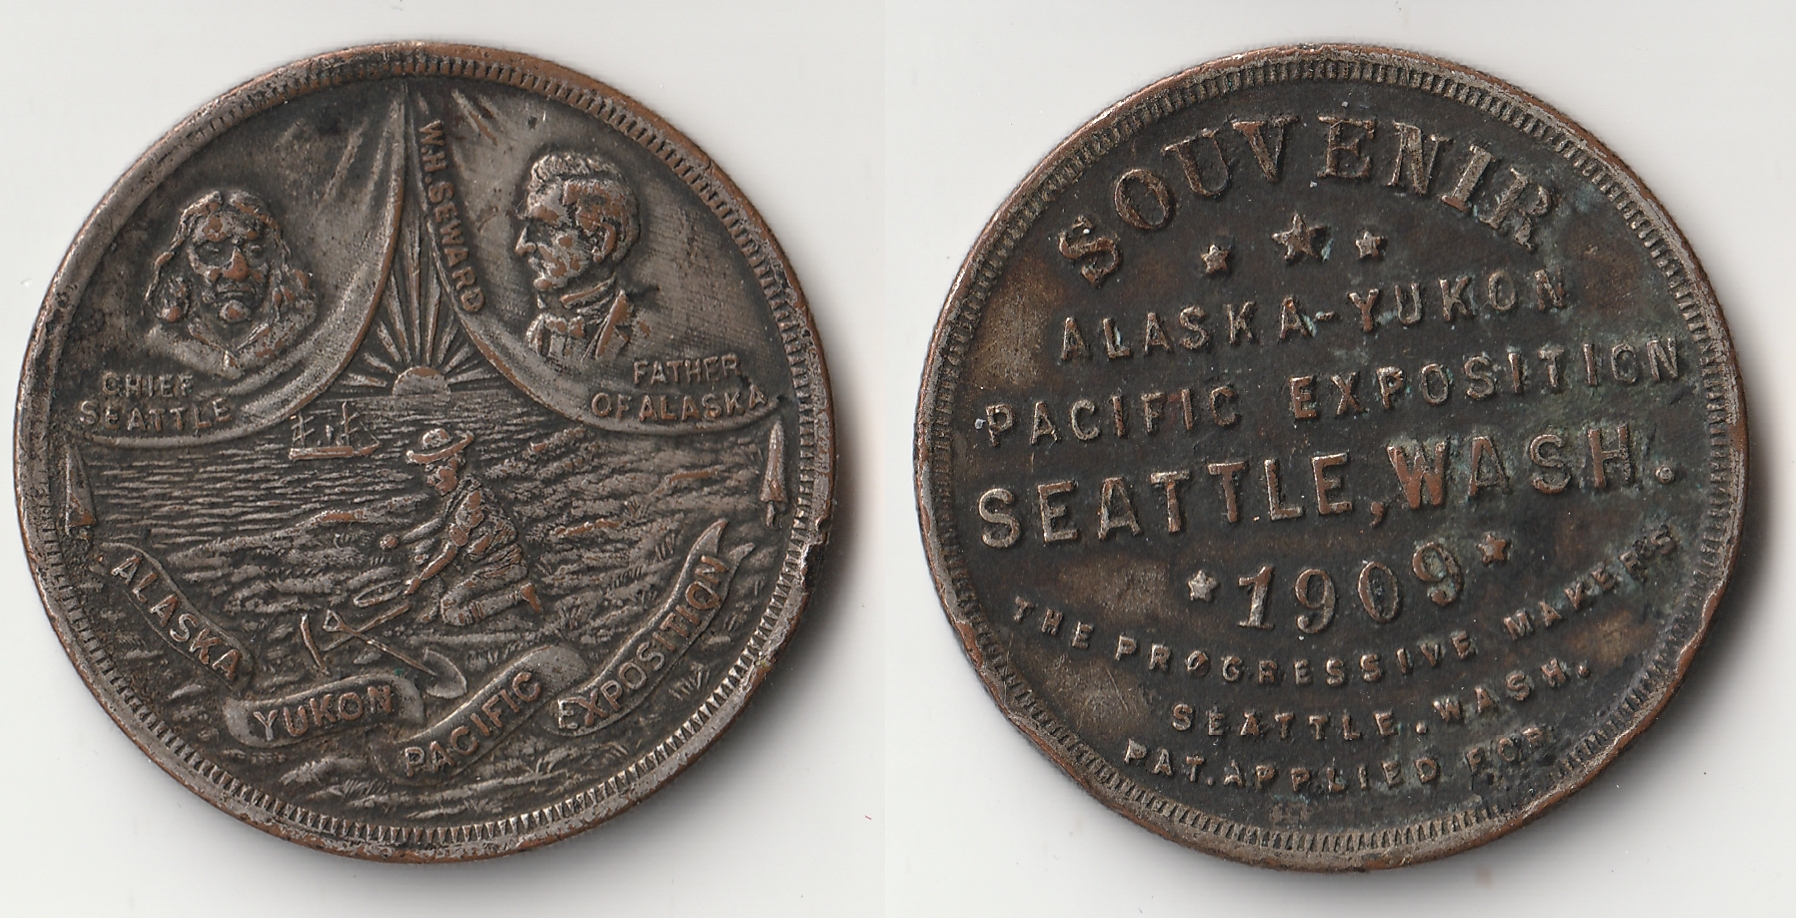 W.H. SEWARD
CHIEF
SEATTLE
FATHER
OF ALASKA
ALASKA
YUKON
PACIFIC
EXPOSITION
SOUVENIR
ALASKA-YUKON
PACIFIC EXPOSITION
SEATTLE, WASH.
1909
THE PROGRESSIVE MAKERS
SEATTLE. WASH.
PAT. APPLIED FOR